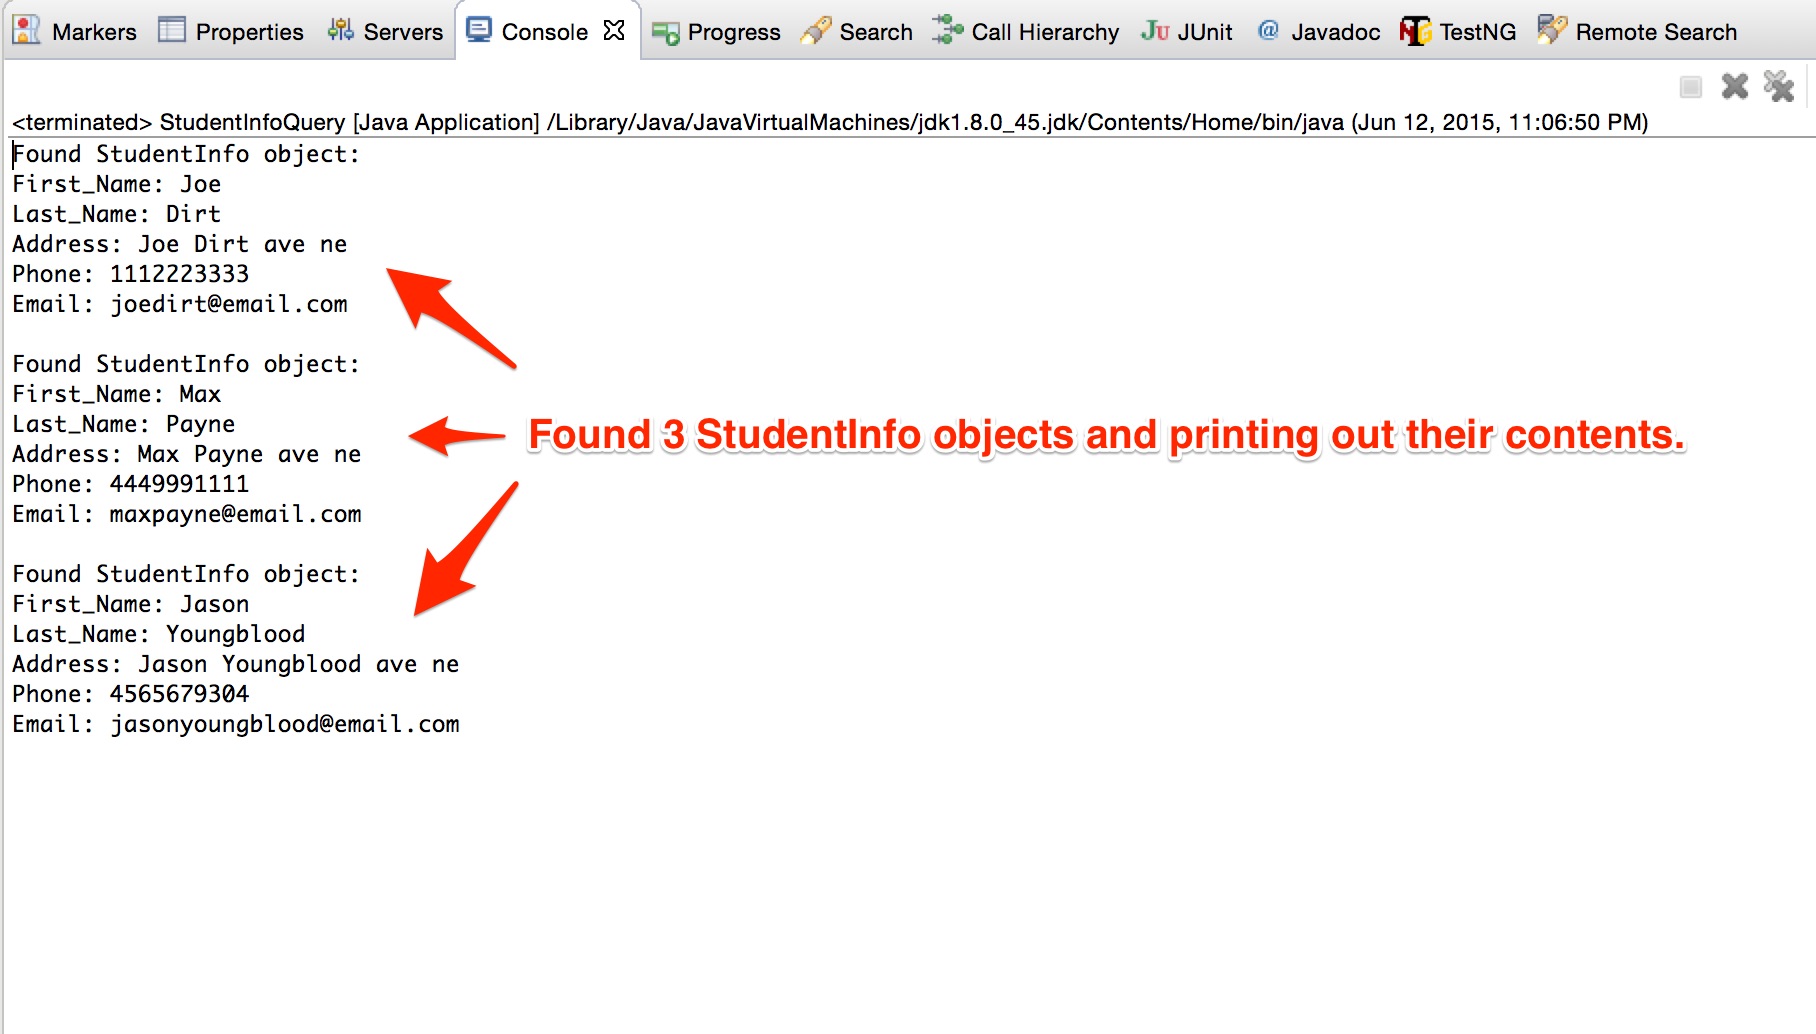 Markers Properties Servers Console Progress Search Call Hierarchy Ju JUnit @ Javadoc TestNG Remote Search
<terminated> StudentInfoQuery [Java Application] /Library/Java/JavaVirtualMachines/jdk1.8.0_45.jdk/Contents/Home/bin/java (Jun 12, 2015, 11:06:50 PM)
Found StudentInfo object:
First_Name: Joe
Last_Name: Dirt
Address: Joe Dirt ave ne
Phone: 1112223333
Email: joedirt@email.com
Found StudentInfo object:
First_Name: Max
Last_Name: Payne
Address: Max Payne ave ne
Phone: 4449991111
Email: maxpayne@email.com
Found 3 StudentInfo objects and printing out their contents.
Found StudentInfo object:
First_Name: Jason
Last_Name: Youngblood
Address: Jason Youngblood ave ne
Phone: 4565679304
Email: jasonyoungblood@email.com